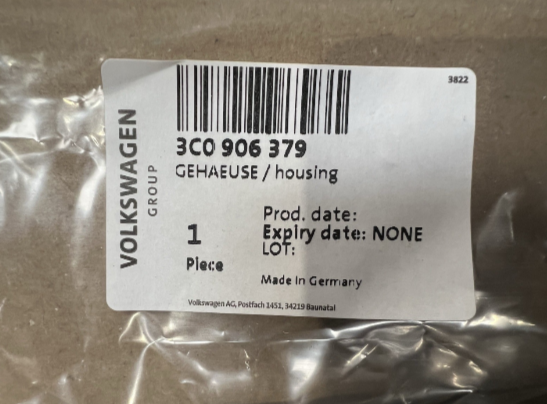 3822
VOLKSWAGEN
GROUP
3C0 906 379
GEHAEUSE / housing
Prod. date:
1
Expiry date: NONE
LOT:
Piece
Made in Germany
Volkswagen AG, Postfach 1451, 34219 Baunatal